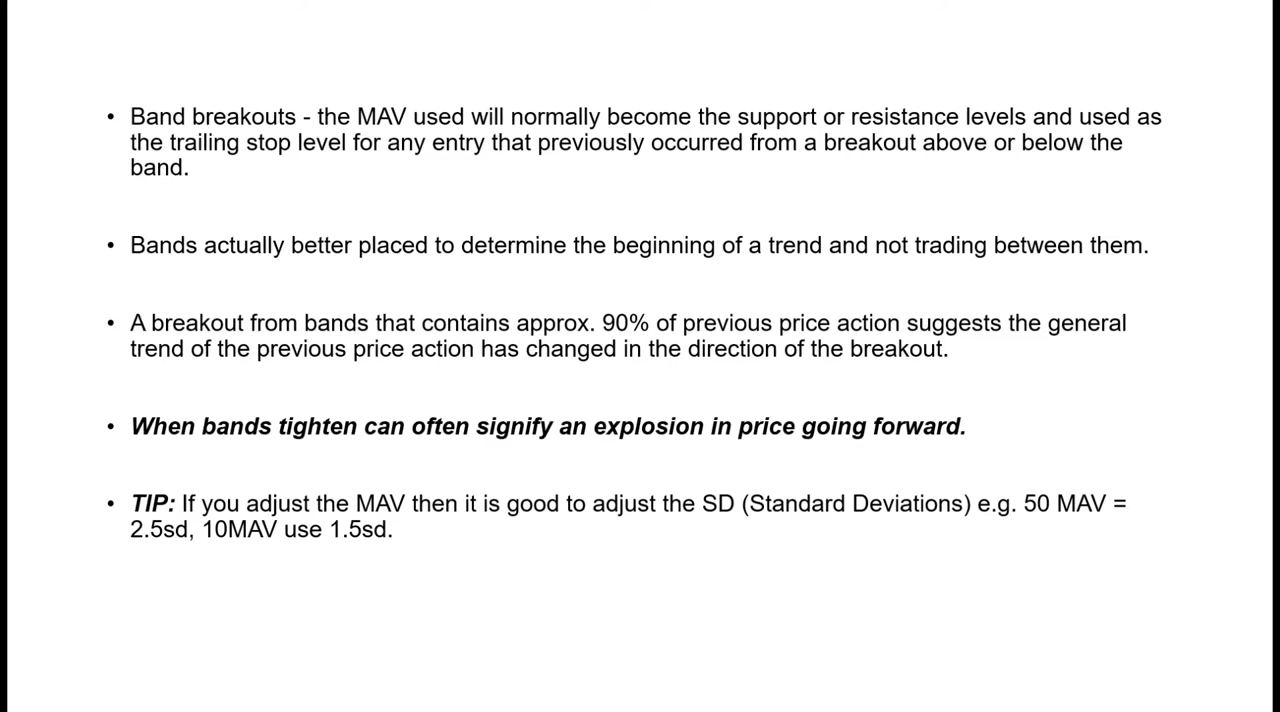 • Band breakouts - the MAV used will normally become the support or resistance levels and used as
the trailing stop level for any entry that previously occurred from a breakout above or below the
band.
• Bands actually better placed to determine the beginning of a trend and not trading between them.
• A breakout from bands that contains approx. 90% of previous price action suggests the general
trend of the previous price action has changed in the direction of the breakout.
• When bands tighten can often signify an explosion in price going forward.
• TIP: If you adjust the MAV then it is good to adjust the SD (Standard Deviations) e.g. 50 MAV =
2.5sd, 10MAV use 1.5sd.